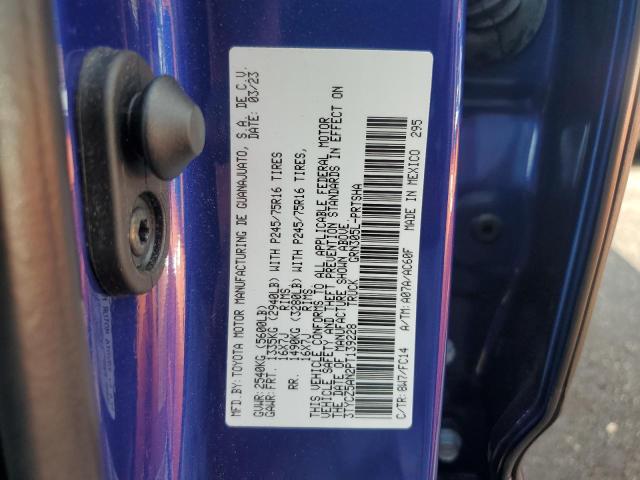 MFD.BY:TOYOTA MOTOR MANUFACTURING DE GUANAJUATO, S.A. DE C.V.
DATE: 03/23
GVWR:2540KG(5600LB)
GAWR:FRT. 1335KG(2940LB) WITH P245/75R16 TIRES
16X7J RIMS,
RR. 1490KG(3280LB) WITH P245/75R16 TIRES,
16X7J RIMS,
THIS VEHICLE CONFORMS TO ALL APPLICABLE FEDERAL MOTOR
VEHICLE SAFETY AND THEFT PREVENTION STANDARDS IN EFFECT ON
THE DATE OF MANUFACTURE SHOWN ABOVE.
3TYCZ5AN2PT139228 TRUCK GRN305L-PRTSHA
C/TR:8W7/FC14 A/TM:A07A/AC60F MADE IN MEXICO 295